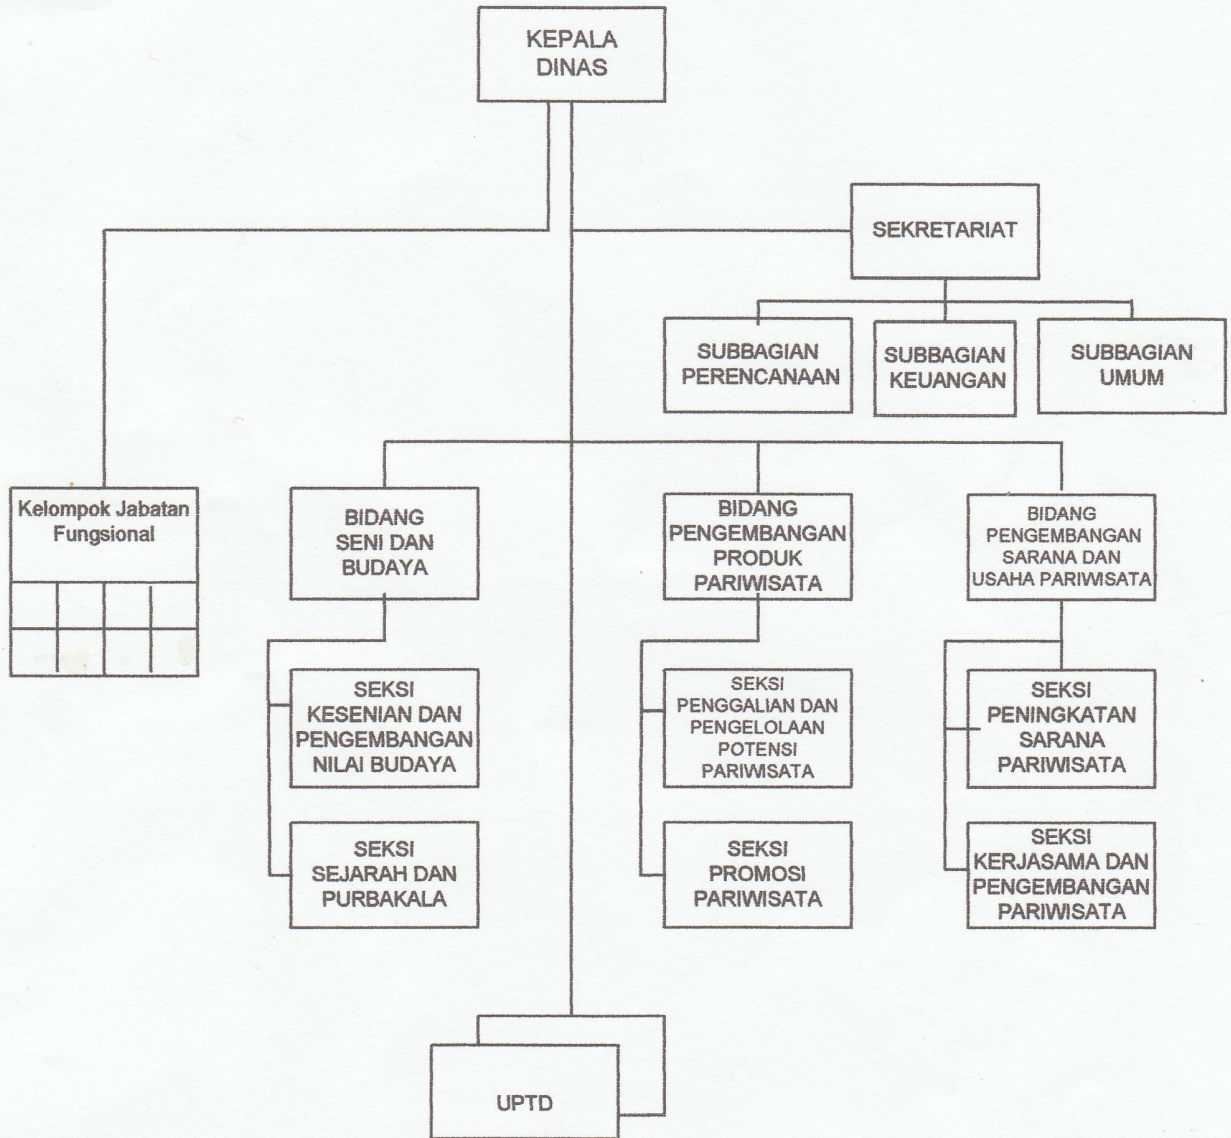 KEPALA
DINAS
SEKRETARIAT
SUBBAGIAN
PERENCANAAN
SUBBAGIAN
KEUANGAN
SUBBAGIAN
UMUM
Kelompok Jabatan
Fungsional
BIDANG
SENI DAN
BUDAYA
BIDANG
PENGEMBANGAN
PRODUK
PARIWISATA
BIDANG
PENGEMBANGAN
SARANA DAN
USAHA PARIWISATA
SEKSI
KESENIAN DAN
PENGEMBANGAN
NILAI BUDAYA
SEKSI
PENGGALIAN DAN
PENGELOLAAN
POTENSI
PARIWISATA
SEKSI
PENINGKATAN
SARANA
PARIWISATA
SEKSI
SEJARAH DAN
PURBAKALA
SEKSI
PROMOSI
PARIWISATA
SEKSI
KERJASAMA DAN
PENGEMBANGAN
PARIWISATA
UPTD